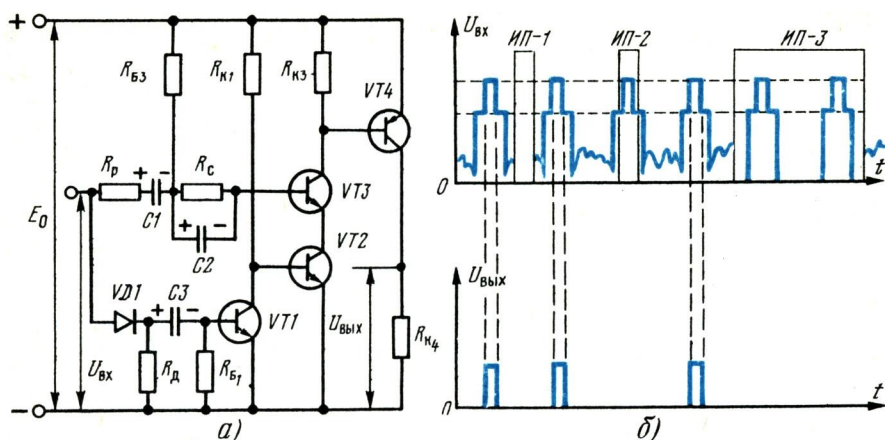 +
E₀
R_Б3
R_К1
R_К3
VT4
R_р
+ -
C1
R_с
+ -
C2
VT3
VT2
VD1
+ C3 -
VT1
U_ВХ
R_Д
R_Б1
U_ВЫХ
R_К4
-
а)
U_ВХ
ИП-1
ИП-2
ИП-3
0
t
U_ВЫХ
0
t
б)